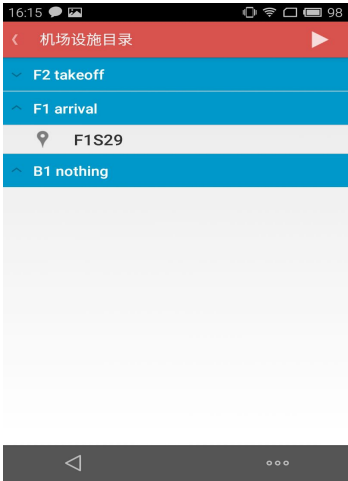 16:15
98
机场设施目录
F2 takeoff
F1 arrival
F1S29
B1 nothing